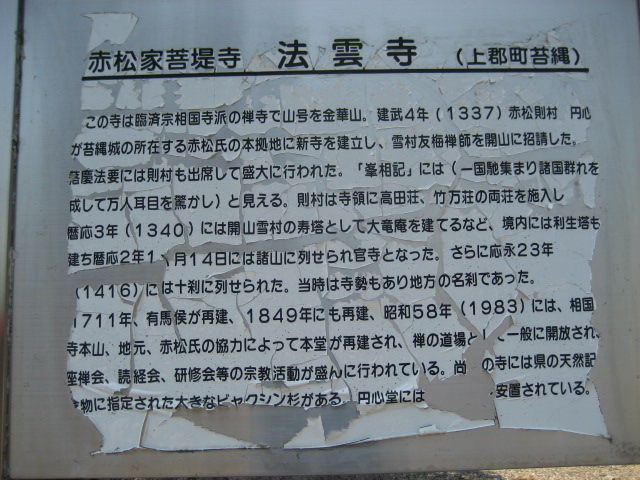 赤松家菩堤寺 法雲寺 (上郡町苔縄)
この寺は臨済宗相国寺派の禅寺で山号を金華山。建武4年(1337)赤松則村 円心
が苔縄城の所在する赤松氏の本拠地に新寺を建立し、雪村友梅禅師を開山に招請した。
慶法要には則村も出席して盛大に行われた。「峯相記」には(一国馳集まり諸国群れを
成して万人耳目を驚かし)と見える。則村は寺領に高田荘、竹万荘の両荘を施入し
暦応3年(1340)には開山雪村の寿塔として大竜庵を建てるなど、境内には利生塔も
建ち暦応2年1 月14日には諸山に列せられ官寺となった。さらに応永23年
(1416)には十刹に列せられた。当時は寺勢もあり地方の名刹であった。
1711年、有馬侯が再建、1849年にも再建、昭和58年(1983)には、相国
寺本山、地元、赤松氏の協力によって本堂が再建され、禅の道場と て一般に開放され、
座禅会、読経会、研修会等の宗教活動が盛んに行われている。尚 の寺には県の天然記
念物に指定された大きなビャクシン杉がある。円心堂には 安置されている。